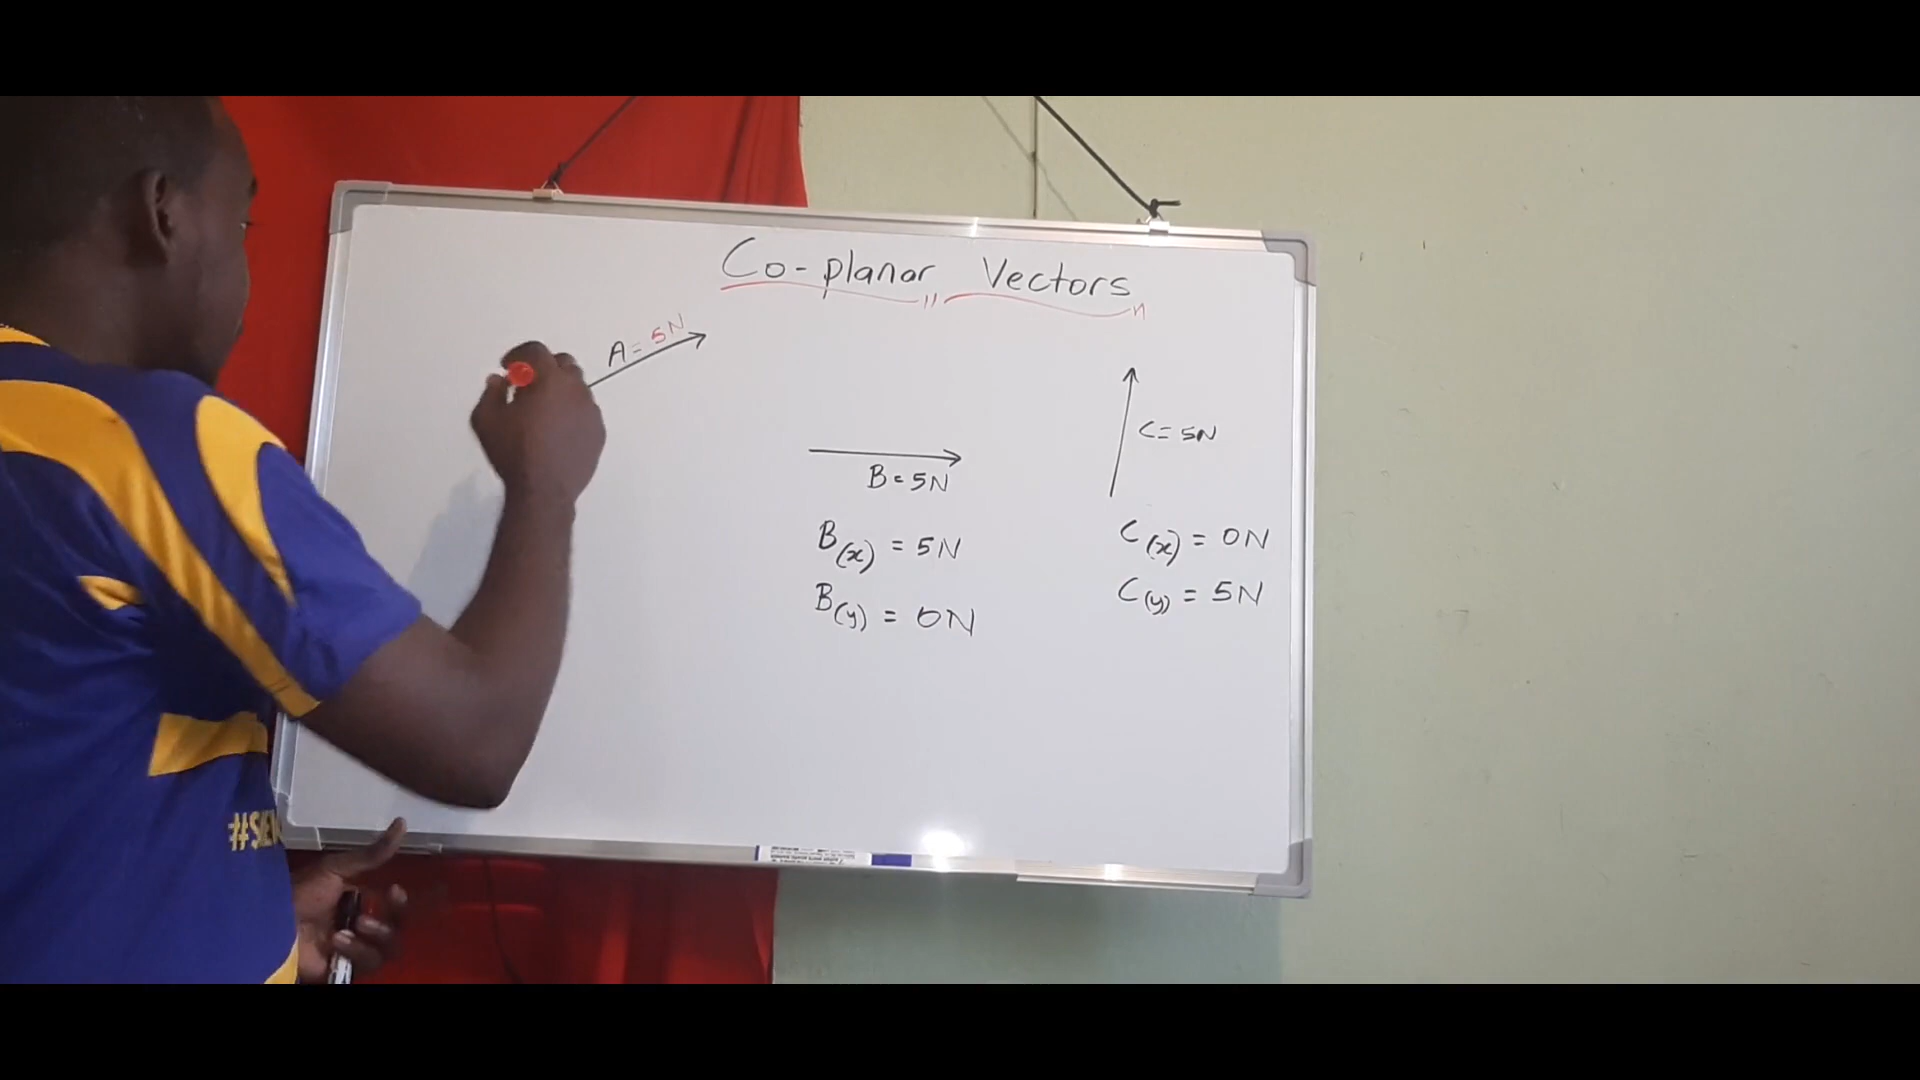 Co-planar Vectors
A = 5N
C = 5N
B = 5N
B(x) = 5N
C(x) = 0N
B(y) = 0N
C(y) = 5N